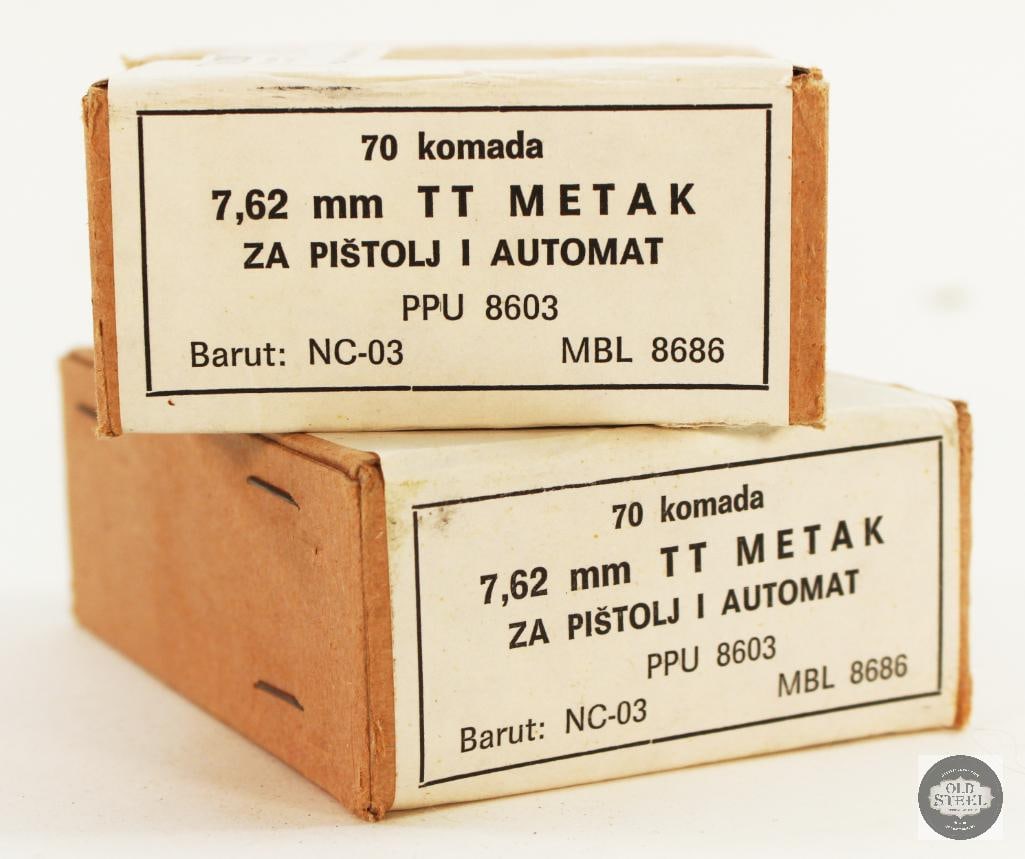 70 komada
7,62 mm TT METAK
ZA PIŠTOLJ I AUTOMAT
PPU 8603
Barut: NC-03 MBL 8686
70 komada
7,62 mm TT METAK
ZA PIŠTOLJ I AUTOMAT
PPU 8603
Barut: NC-03 MBL 8686
OLD
STEEL